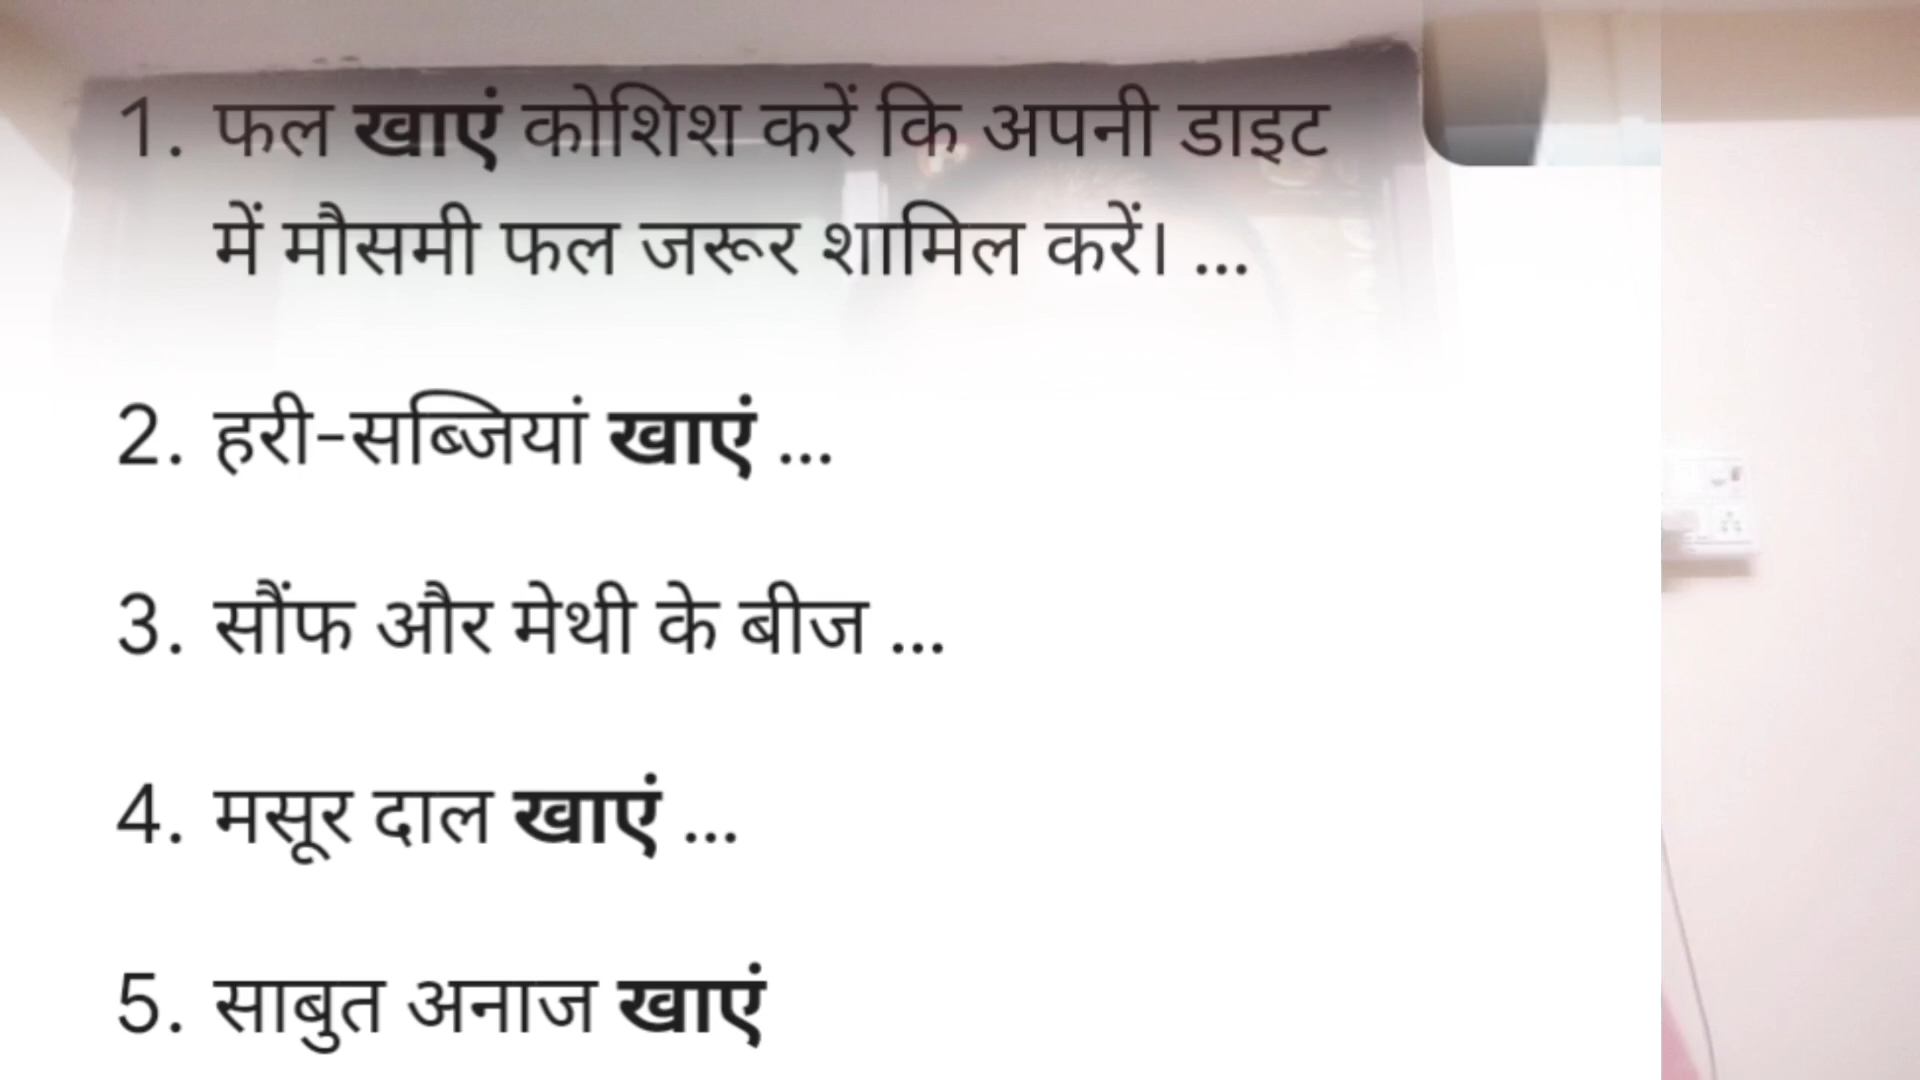 1. फल खाएं कोशिश करें कि अपनी डाइट
में मौसमी फल जरूर शामिल करें। ...
2. हरी-सब्जियां खाएं ...
3. सौंफ और मेथी के बीज ...
4. मसूर दाल खाएं ...
5. साबुत अनाज खाएं